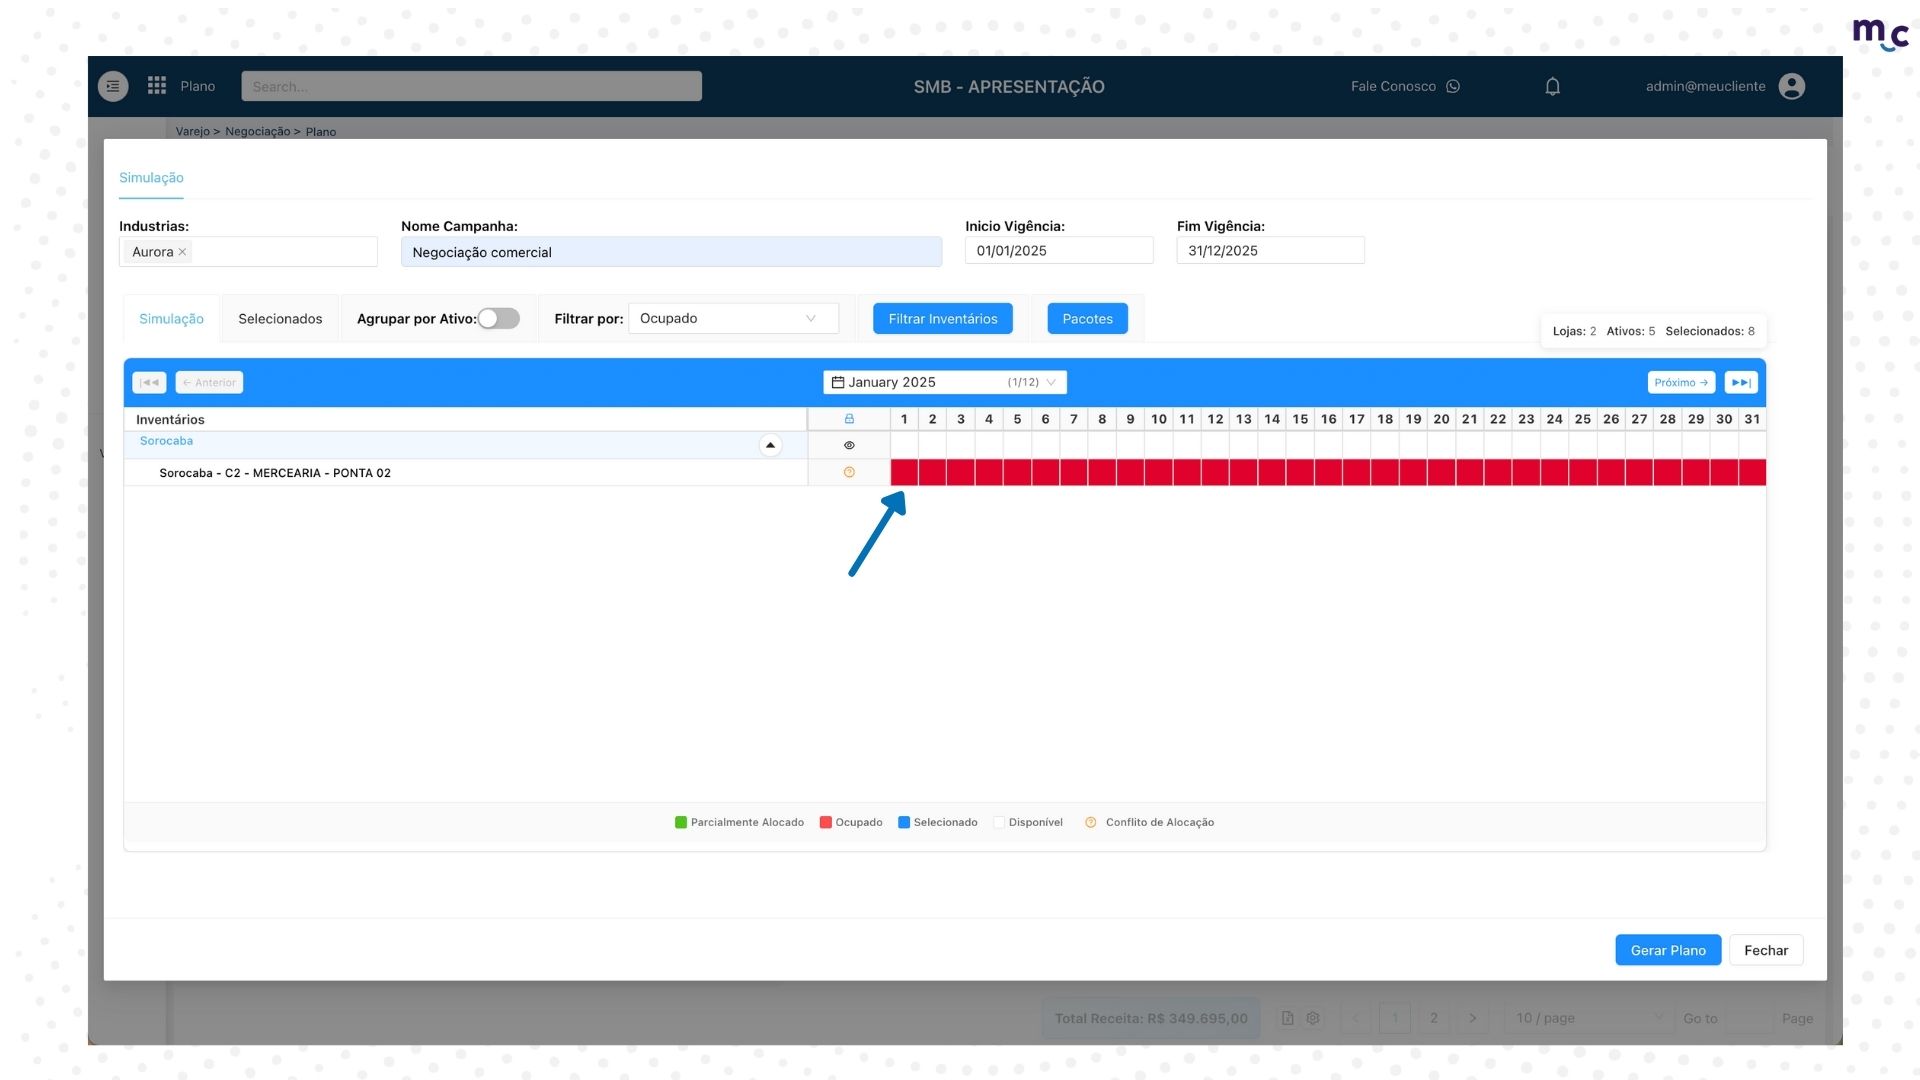 mc
Plano
Search...
SMB - APRESENTAÇÃO
Fale Conosco
admin@meucliente
Varejo > Negociação > Plano
Simulação
Industrias:
Nome Campanha:
Inicio Vigência:
Fim Vigência:
Aurora ×
Negociação comercial
01/01/2025
31/12/2025
Simulação
Selecionados
Agrupar por Ativo:
Filtrar por:
Ocupado
Filtrar Inventários
Pacotes
Lojas: 2 Ativos: 5 Selecionados: 8
← Anterior
January 2025 (1/12)
Próximo →
Inventários
1 2 3 4 5 6 7 8 9 10 11 12 13 14 15 16 17 18 19 20 21 22 23 24 25 26 27 28 29 30 31
Sorocaba
Sorocaba - C2 - MERCEARIA - PONTA 02
Parcialmente Alocado
Ocupado
Selecionado
Disponível
Conflito de Alocação
Gerar Plano
Fechar
Total Receita: R$ 349.695,00
< 1 2 >
10 / page
Go to
Page